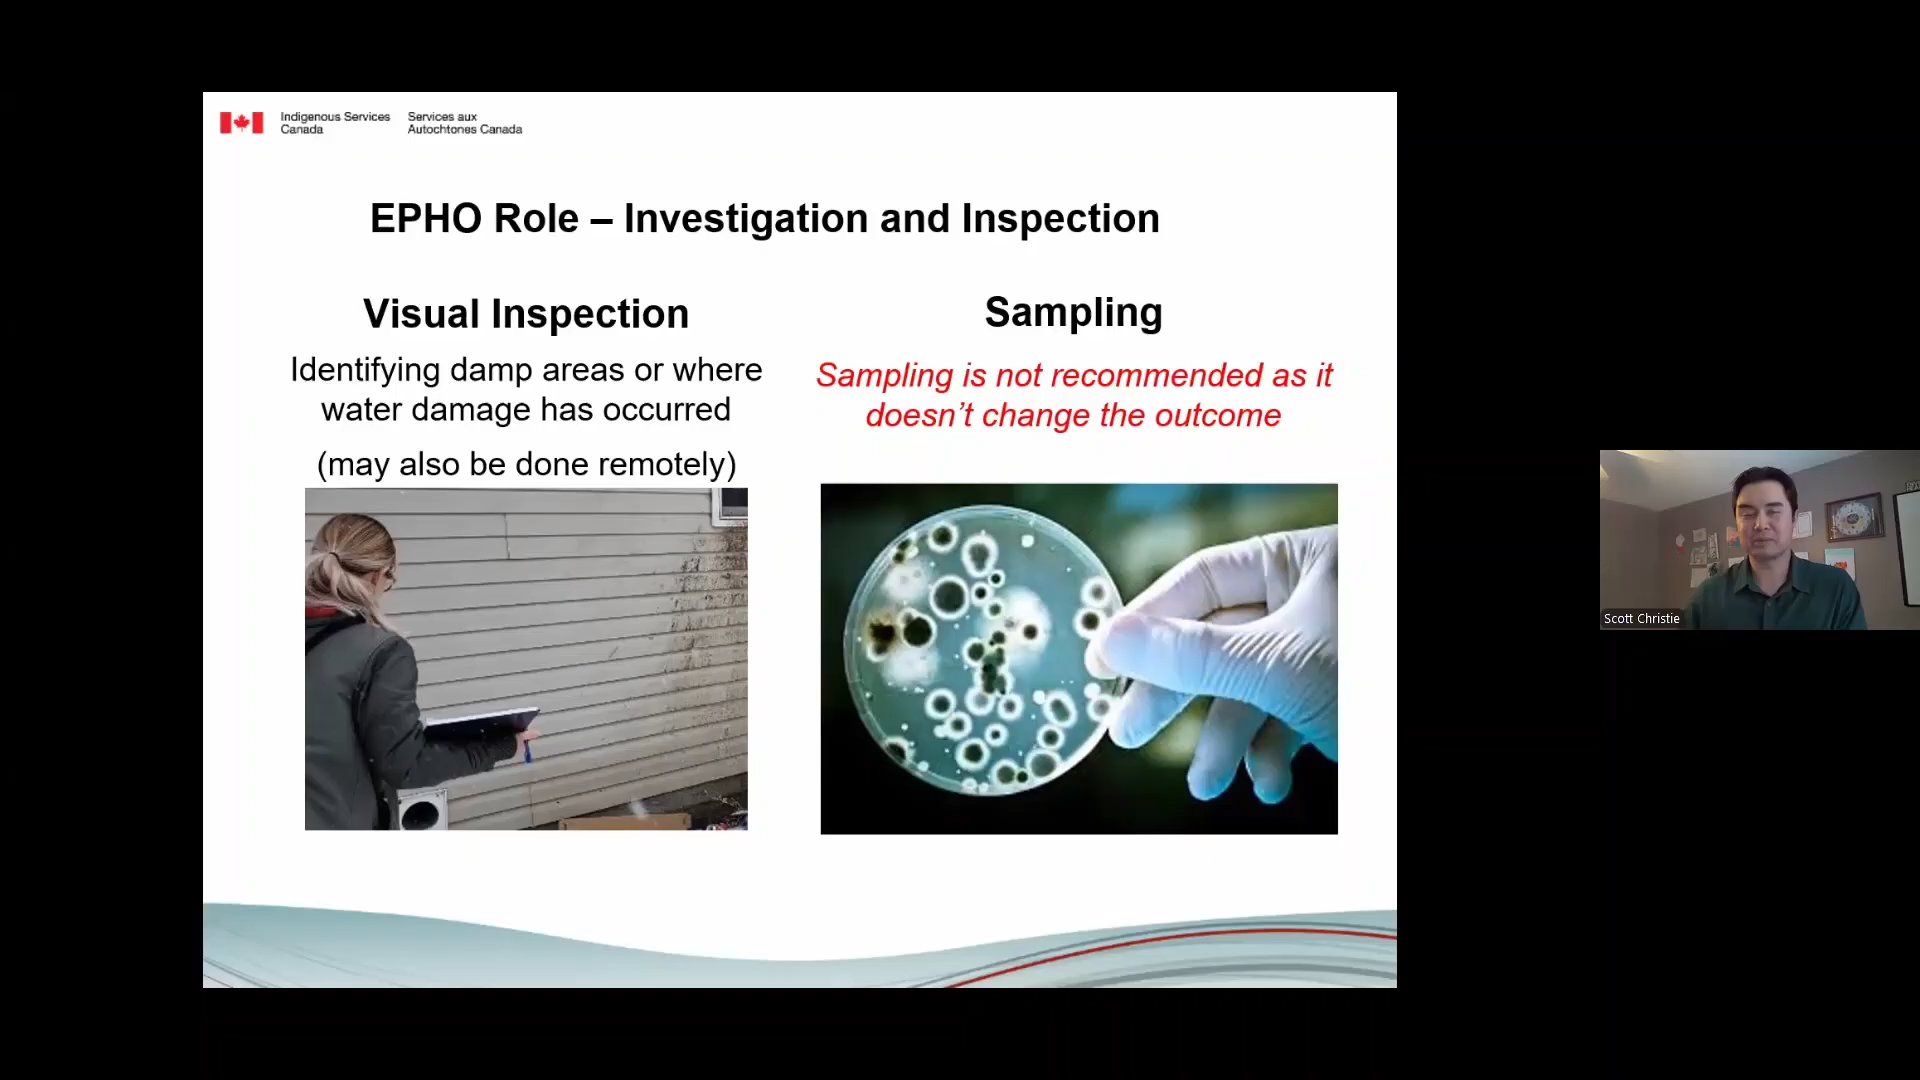 Indigenous Services
Canada
Services aux
Autochtones Canada
EPHO Role – Investigation and Inspection
Visual Inspection
Identifying damp areas or where
water damage has occurred
(may also be done remotely)
Sampling
Sampling is not recommended as it
doesn’t change the outcome
Scott Christie